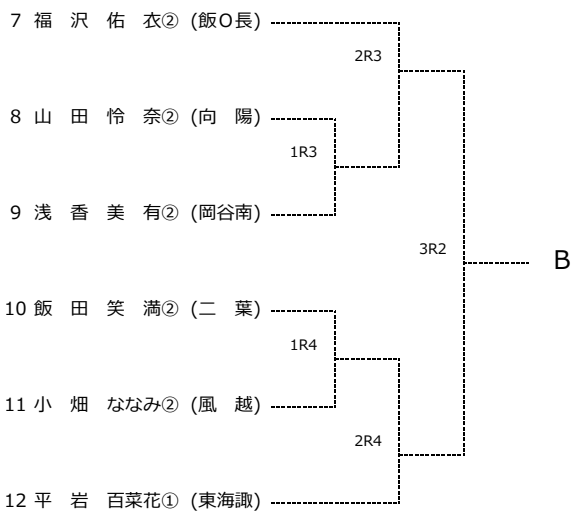 7 福 沢 佑 衣② (飯O長)
2R3
8 山 田 怜 奈② (向 陽)
1R3
9 浅 香 美 有② (岡谷南)
3R2
B
10 飯 田 笑 満② (二 葉)
1R4
11 小 畑 ななみ② (風 越)
2R4
12 平 岩 百菜花① (東海諏)